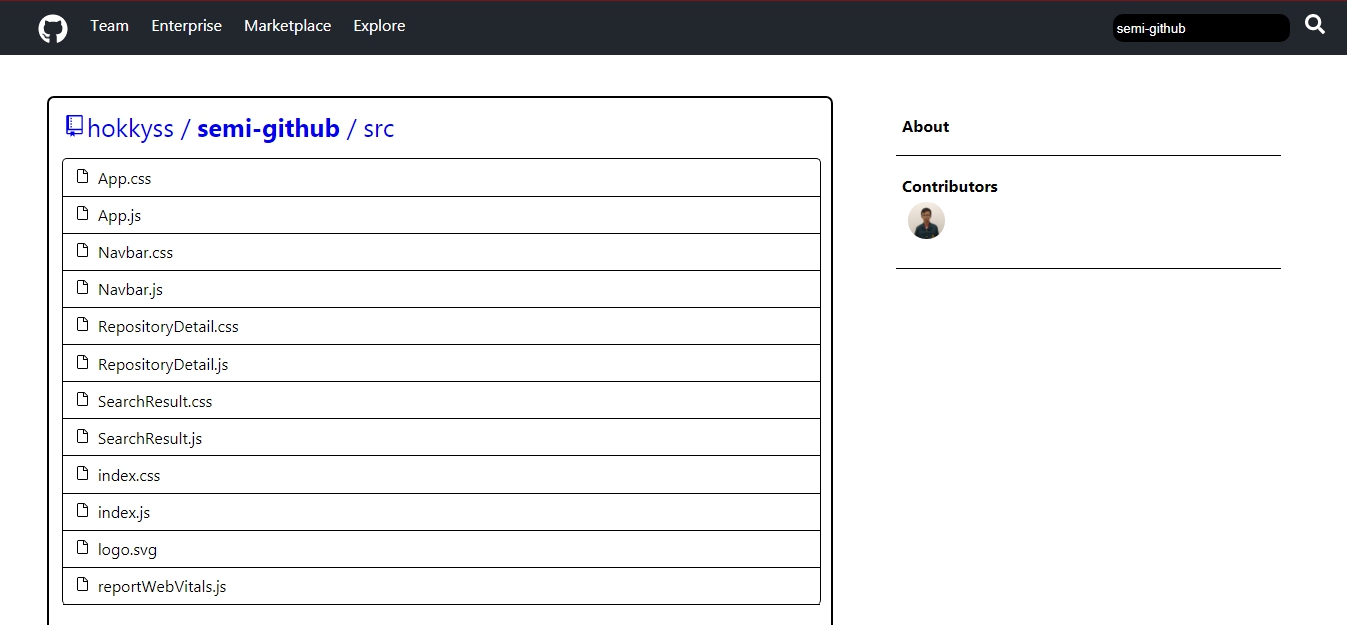 Team Enterprise Marketplace Explore semi-github
hokkyss / semi-github / src
App.css
App.js
Navbar.css
Navbar.js
RepositoryDetail.css
RepositoryDetail.js
SearchResult.css
SearchResult.js
index.css
index.js
logo.svg
reportWebVitals.js
About
Contributors